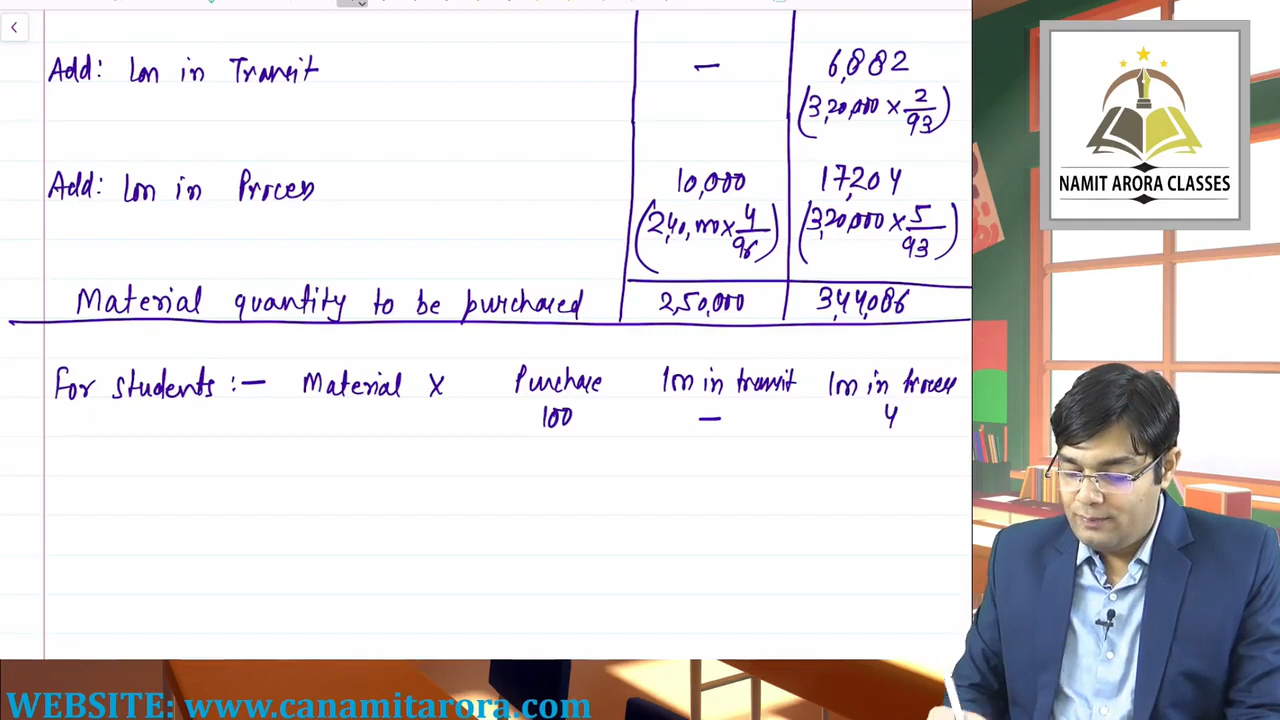 Add: Loss in Transit — 6,882
(3,20,000 × 2/93)
Add: Loss in Process 10,000 17,204
(2,40,000 × 4/96) (3,20,000 × 5/93)
Material quantity to be purchased 2,50,000 3,44,086
For students :— Material X Purchase Loss in transit Loss in process
100 — 4
NAMIT ARORA CLASSES
WEBSITE: www.canamitarora.com